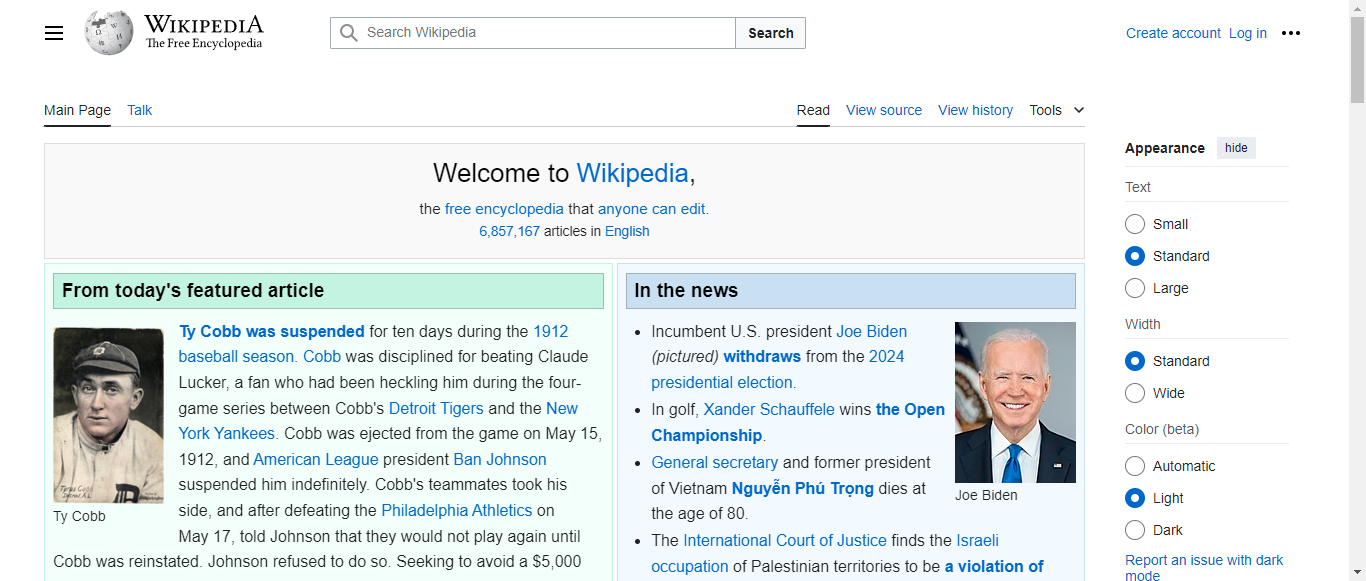 WIKIPEDIA
The Free Encyclopedia
Search Wikipedia
Search
Create account Log in
Main Page Talk
Read View source View history Tools
Welcome to Wikipedia,
the free encyclopedia that anyone can edit.
6,857,167 articles in English
From today's featured article
Ty Cobb was suspended for ten days during the 1912
baseball season. Cobb was disciplined for beating Claude
Lucker, a fan who had been heckling him during the four-
game series between Cobb's Detroit Tigers and the New
York Yankees. Cobb was ejected from the game on May 15,
1912, and American League president Ban Johnson
suspended him indefinitely. Cobb's teammates took his
side, and after defeating the Philadelphia Athletics on
May 17, told Johnson that they would not play again until
Cobb was reinstated. Johnson refused to do so. Seeking to avoid a $5,000
Ty Cobb
In the news
Incumbent U.S. president Joe Biden
(pictured) withdraws from the 2024
presidential election.
In golf, Xander Schauffele wins the Open
Championship.
General secretary and former president
of Vietnam Nguyễn Phú Trọng dies at
the age of 80.
The International Court of Justice finds the Israeli
occupation of Palestinian territories to be a violation of
Joe Biden
Appearance hide
Text
Small
Standard
Large
Width
Standard
Wide
Color (beta)
Automatic
Light
Dark
Report an issue with dark
mode